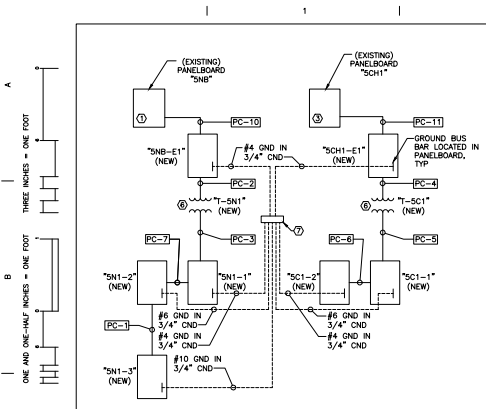 1
A
B
THREE INCHES = ONE FOOT
ONE AND ONE-HALF INCHES = ONE FOOT
0
1
0
(EXISTING)
PANELBOARD
"5NB"
(EXISTING)
PANELBOARD
"5CH1"
1
3
PC-10
PC-11
#4 GND IN
3/4" CND
GROUND BUS
BAR LOCATED IN
PANELBOARD,
TYP
5NB-E1"
(NEW)
"5CH1-E1"
(NEW)
PC-2
PC-4
6
"T-5N1"
(NEW)
6
"T-5C1"
(NEW)
7
PC-7
PC-3
PC-6
PC-5
"5N1-2"
(NEW)
"5N1-1"
(NEW)
"5C1-2"
(NEW)
"5C1-1"
(NEW)
PC-1
#6 GND IN
3/4" CND
#4 GND IN
3/4" CND
#6 GND IN
3/4" CND
#4 GND IN
3/4" CND
"5N1-3"
(NEW)
#10 GND IN
3/4" CND